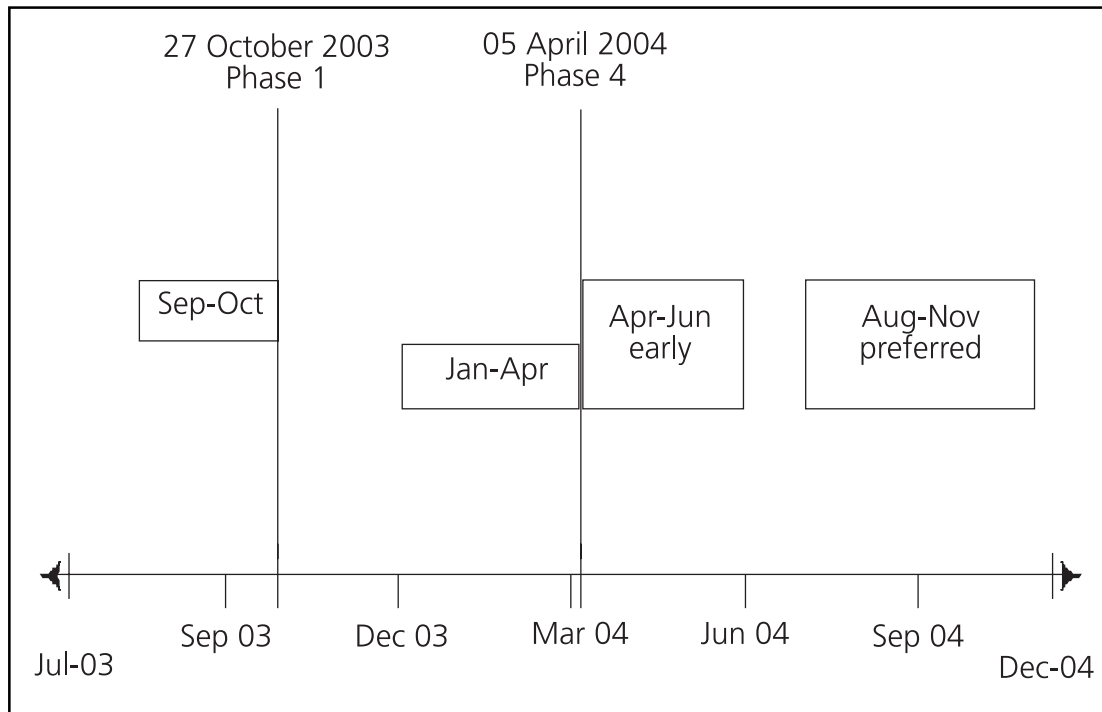 27 October 2003
Phase 1
05 April 2004
Phase 4
Sep-Oct
Jan-Apr
Apr-Jun
early
Aug-Nov
preferred
Sep 03
Dec 03
Mar 04
Jun 04
Sep 04
Jul-03
Dec-04